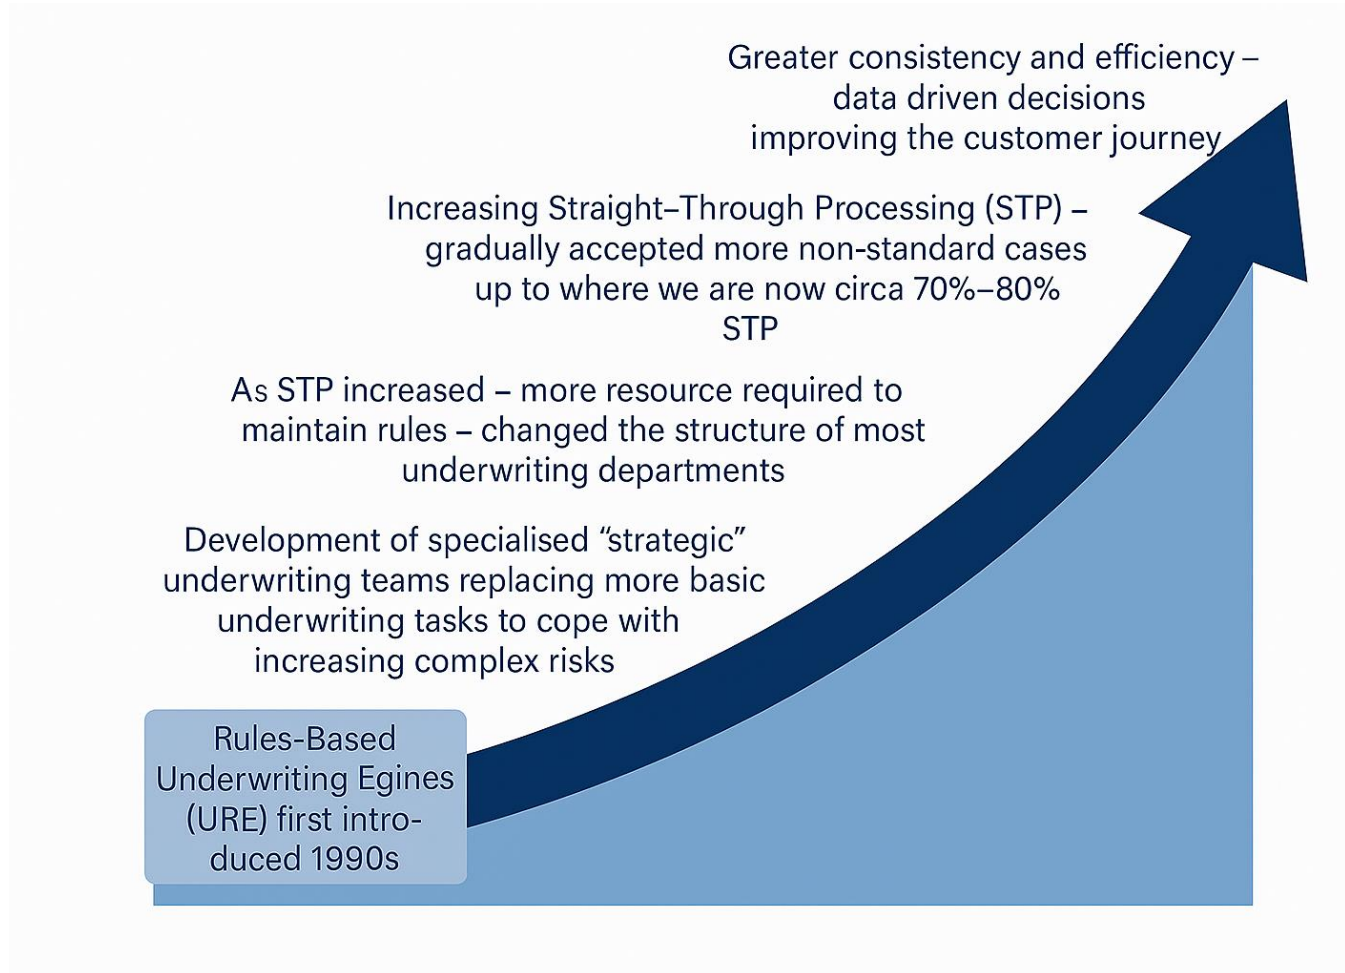 Greater consistency and efficiency –
data driven decisions
improving the customer journey
Increasing Straight–Through Processing (STP) –
gradually accepted more non-standard cases
up to where we are now circa 70%–80%
STP
As STP increased – more resource required to
maintain rules – changed the structure of most
underwriting departments
Development of specialised “strategic”
underwriting teams replacing more basic
underwriting tasks to cope with
increasing complex risks
Rules-Based
Underwriting Egines
(URE) first intro-
duced 1990s